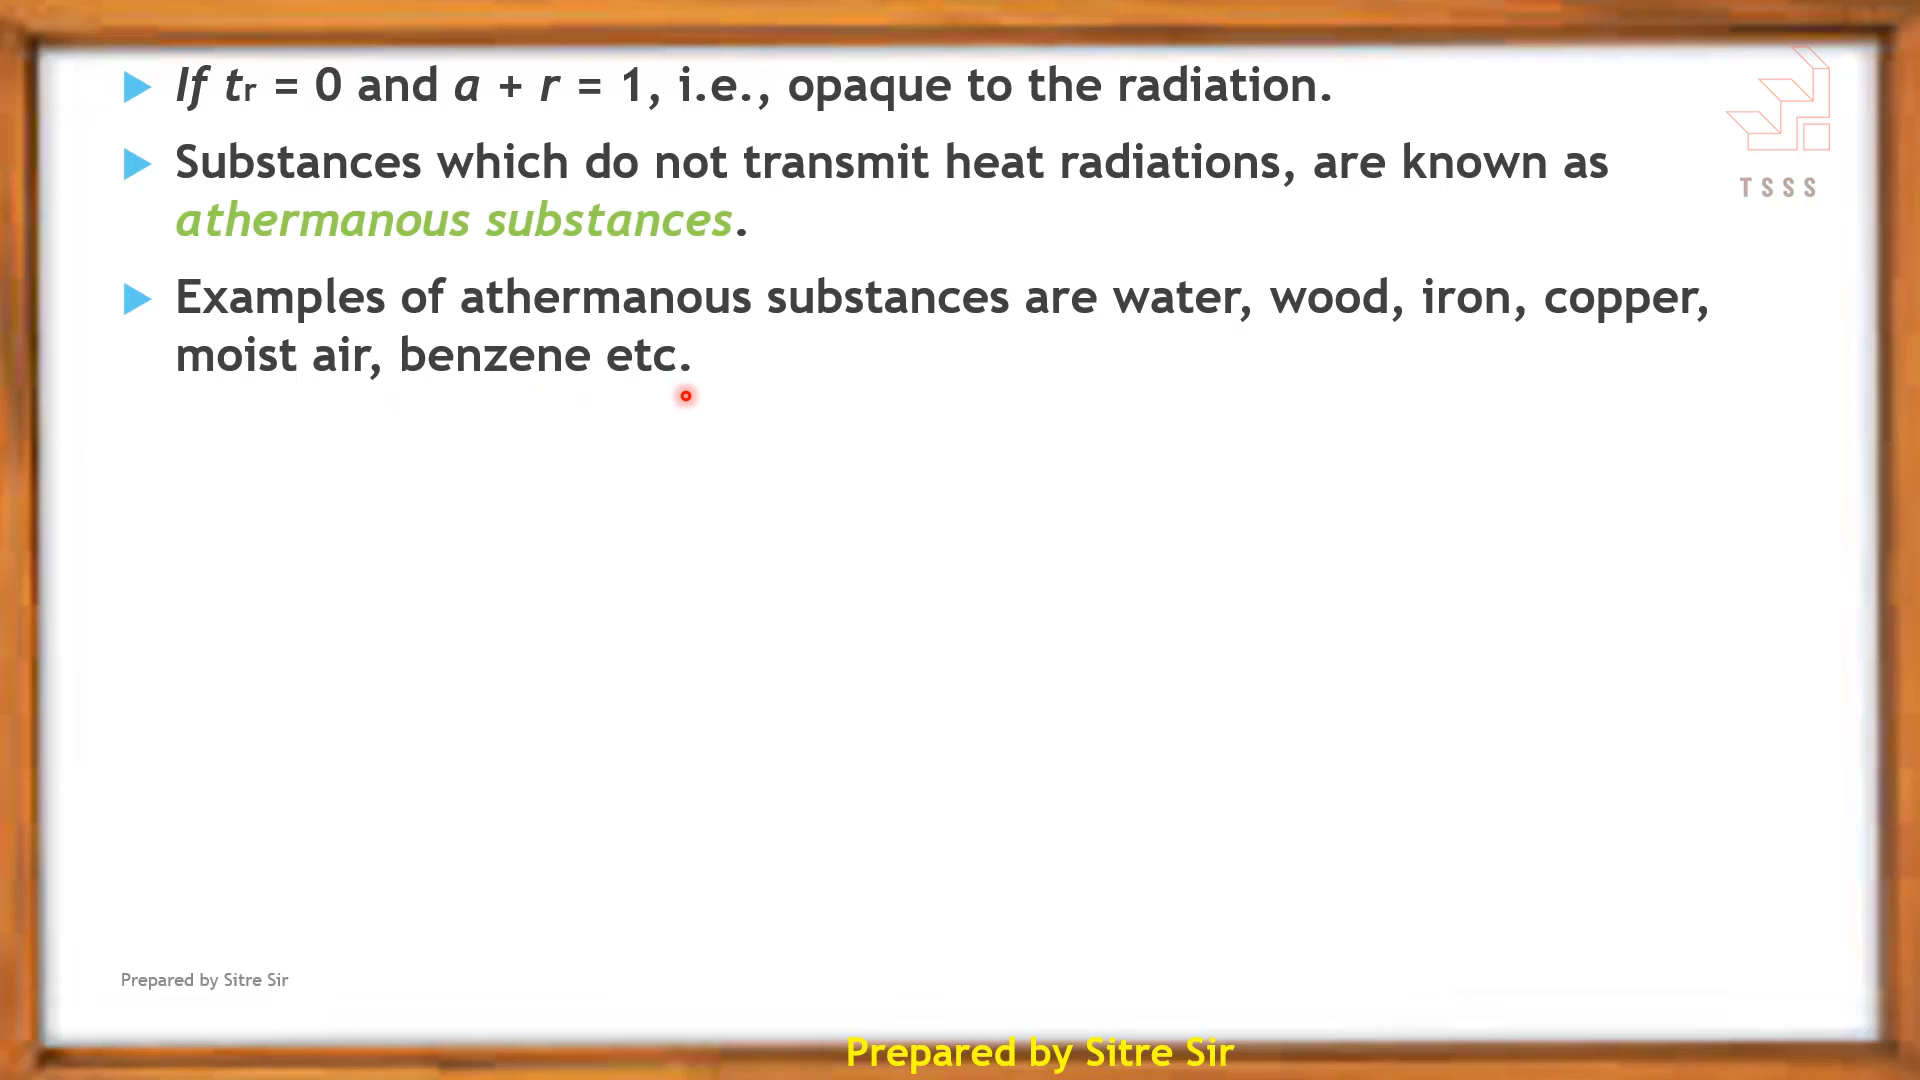 If tr = 0 and a + r = 1, i.e., opaque to the radiation.
Substances which do not transmit heat radiations, are known as
athermanous substances.
Examples of athermanous substances are water, wood, iron, copper,
moist air, benzene etc.
TSSS
Prepared by Sitre Sir
Prepared by Sitre Sir